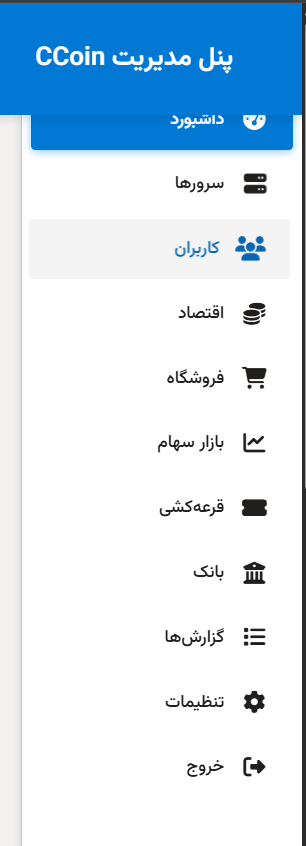 پنل مدیریت CCoin
داشبورد
سرورها
کاربران
اقتصاد
فروشگاه
بازار سهام
قرعه‌کشی
بانک
گزارش‌ها
تنظیمات
خروج